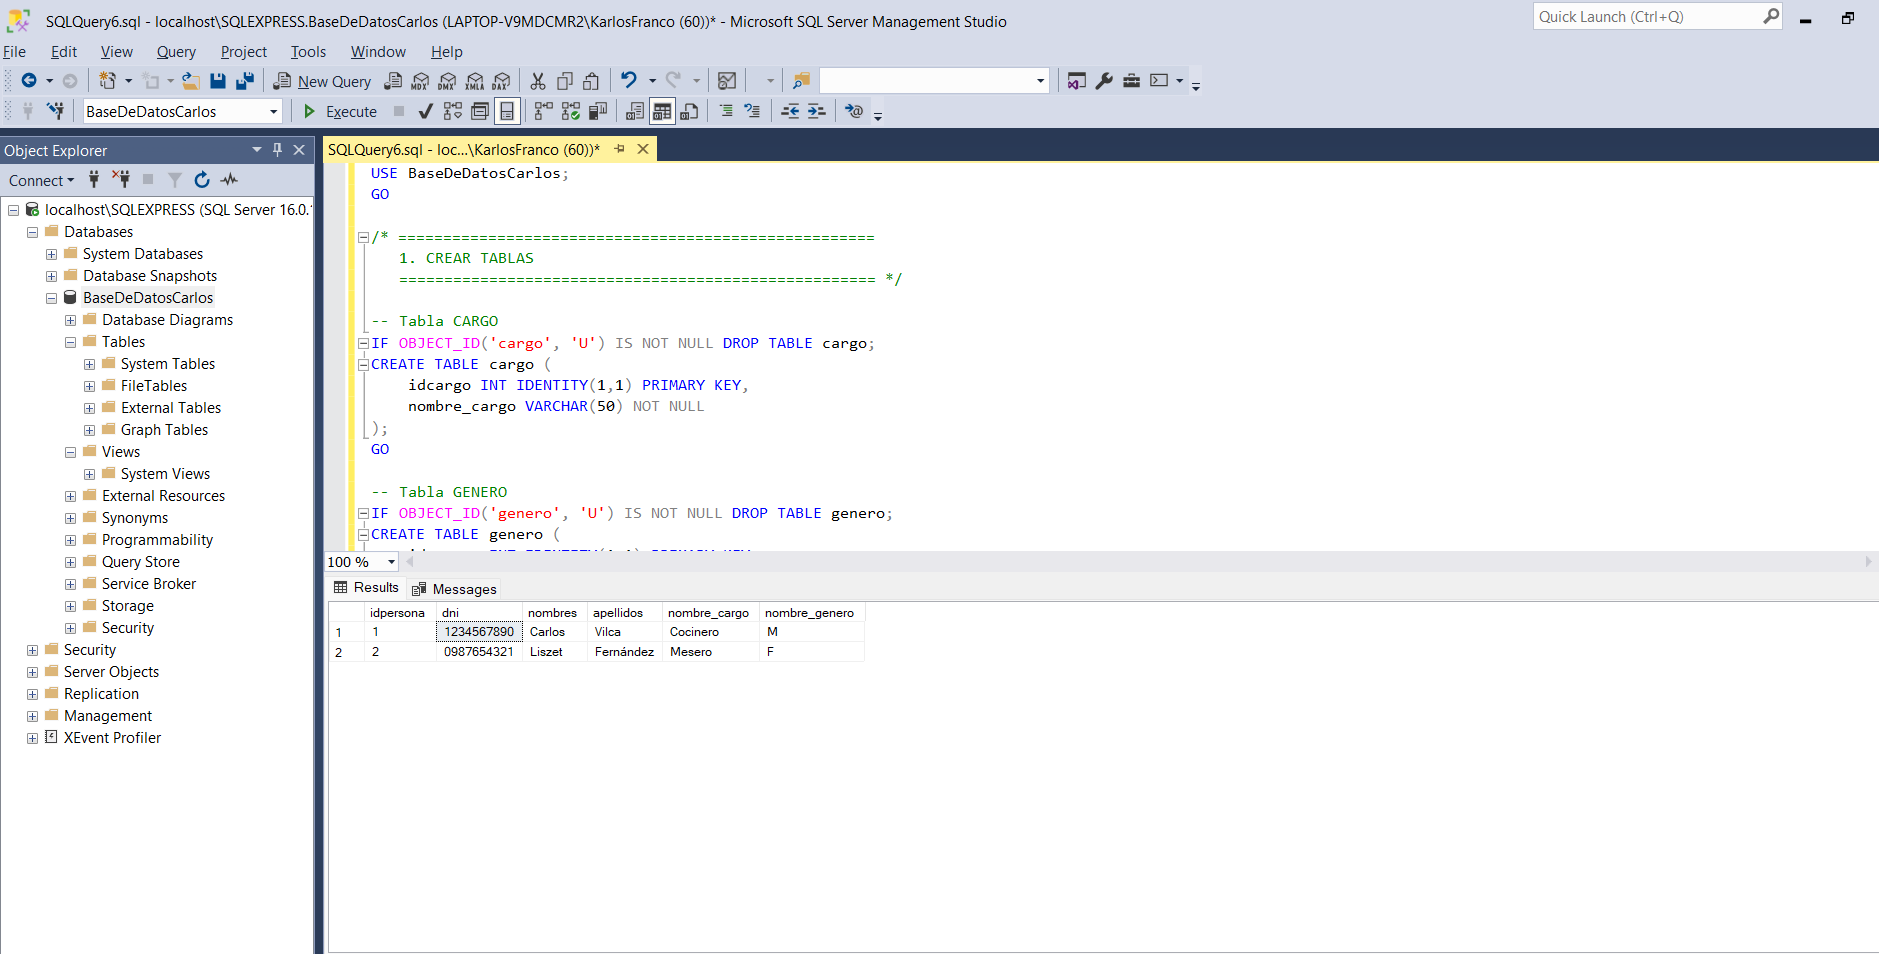 SQLQuery6.sql - localhost\SQLEXPRESS.BaseDeDatosCarlos (LAPTOP-V9MDCMR2\KarlosFranco (60))* - Microsoft SQL Server Management Studio
Quick Launch (Ctrl+Q)
File Edit View Query Project Tools Window Help
New Query MDX DMX XMLA DAX
BaseDeDatosCarlos Execute
Object Explorer
Connect
localhost\SQLEXPRESS (SQL Server 16.0.
Databases
System Databases
Database Snapshots
BaseDeDatosCarlos
Database Diagrams
Tables
System Tables
FileTables
External Tables
Graph Tables
Views
System Views
External Resources
Synonyms
Programmability
Query Store
Service Broker
Storage
Security
Security
Server Objects
Replication
Management
XEvent Profiler
SQLQuery6.sql - loc...\KarlosFranco (60))*
USE BaseDeDatosCarlos;
GO
/* =====================================================
1. CREAR TABLAS
===================================================== */
-- Tabla CARGO
IF OBJECT_ID('cargo', 'U') IS NOT NULL DROP TABLE cargo;
CREATE TABLE cargo (
idcargo INT IDENTITY(1,1) PRIMARY KEY,
nombre_cargo VARCHAR(50) NOT NULL
);
GO
-- Tabla GENERO
IF OBJECT_ID('genero', 'U') IS NOT NULL DROP TABLE genero;
CREATE TABLE genero (
100 %
Results Messages
idpersona dni nombres apellidos nombre_cargo nombre_genero
1 1 1234567890 Carlos Vilca Cocinero M
2 2 0987654321 Liszet Fernández Mesero F